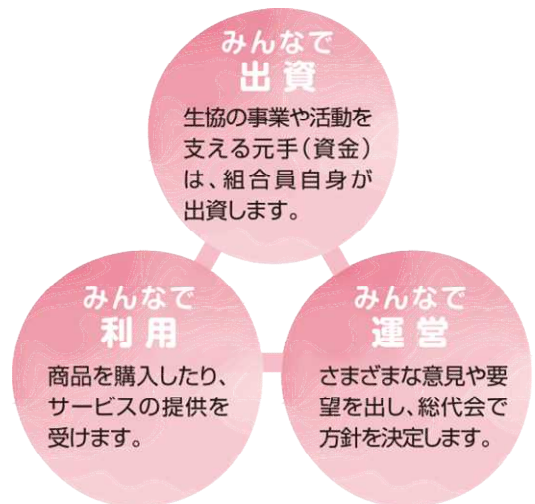 みんなで
出資
生協の事業や活動を
支える元手(資金)
は、組合員自身が
出資します。
みんなで
利用
商品を購入したり、
サービスの提供を
受けます。
みんなで
運営
さまざまな意見や要
望を出し、総代会で
方針を決定します。